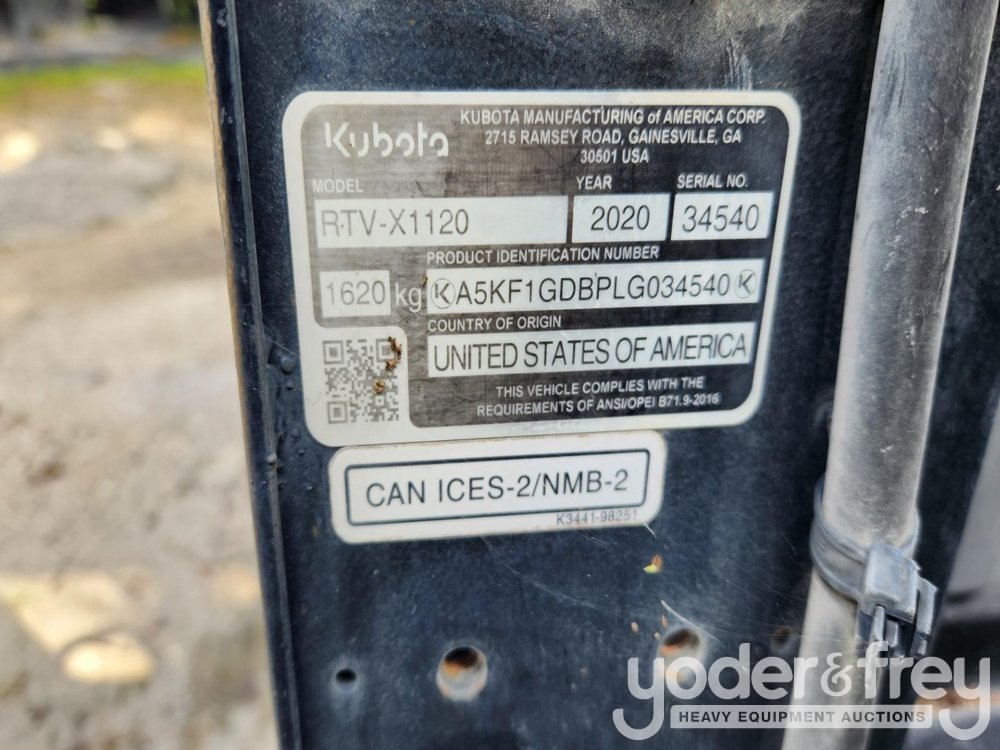 Kubota
KUBOTA MANUFACTURING of AMERICA CORP.
2715 RAMSEY ROAD, GAINESVILLE, GA
30501 USA
MODEL YEAR SERIAL NO.
RTV-X1120 2020 34540
PRODUCT IDENTIFICATION NUMBER
1620 kg A5KF1GDBPLG034540
COUNTRY OF ORIGIN
UNITED STATES OF AMERICA
THIS VEHICLE COMPLIES WITH THE
REQUIREMENTS OF ANSI/OPEI B71.9-2016
CAN ICES-2/NMB-2
K3441-98251
yoder&frey
HEAVY EQUIPMENT AUCTIONS